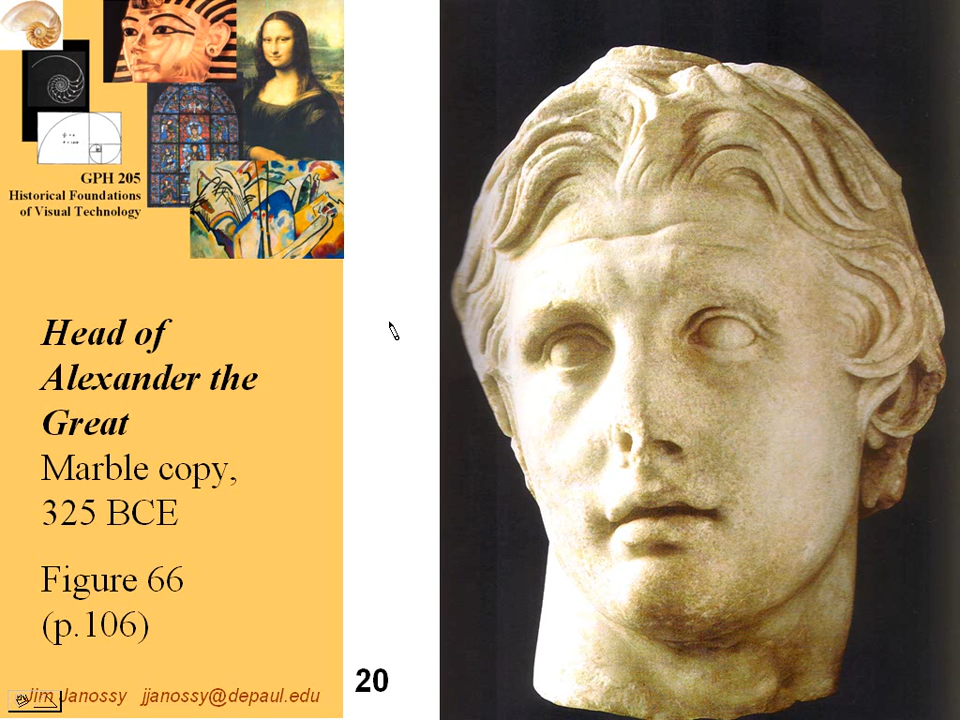 GPH 205
Historical Foundations
of Visual Technology
Head of
Alexander the
Great
Marble copy,
325 BCE
Figure 66
(p.106)
Jim Janossy jjanossy@depaul.edu
20